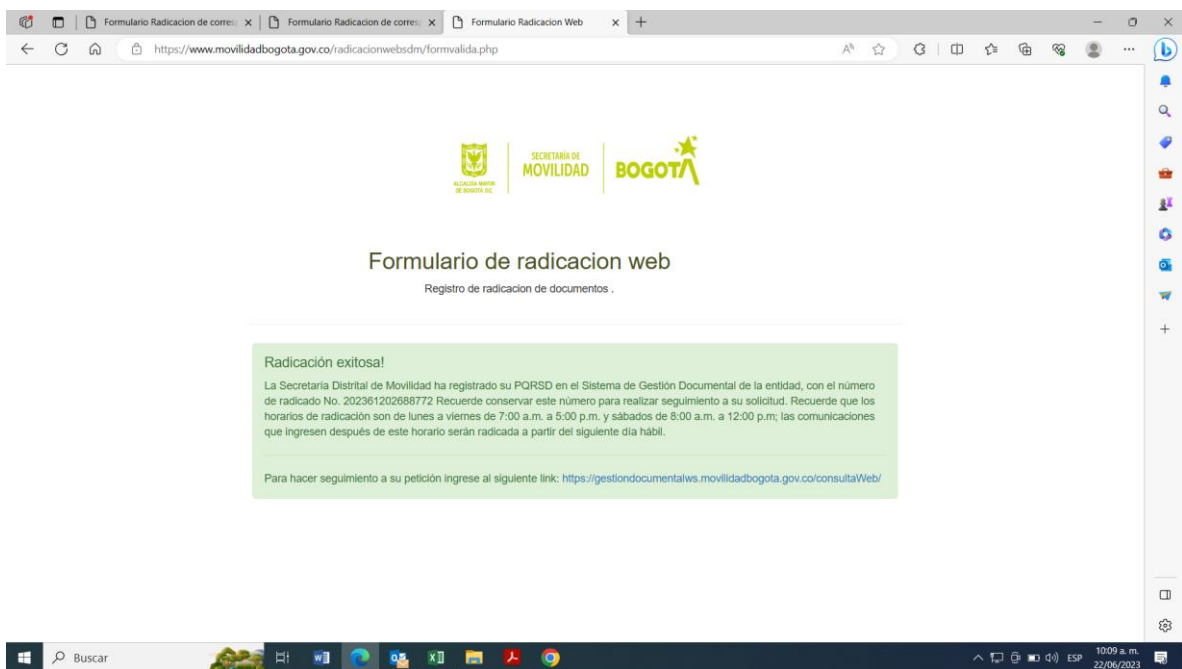 Formulario Radicacion de corres
Formulario Radicacion de corres
Formulario Radicacion Web
https://www.movilidadbogota.gov.co/radicacionwebsdm/formvalida.php
ALCALDÍA MAYOR
DE BOGOTÁ D.C.
SECRETARÍA DE
MOVILIDAD
BOGOTÁ
Formulario de radicacion web
Registro de radicacion de documentos .
Radicación exitosa!
La Secretaría Distrital de Movilidad ha registrado su PQRSD en el Sistema de Gestión Documental de la entidad, con el número
de radicado No. 202361202688772 Recuerde conservar este número para realizar seguimiento a su solicitud. Recuerde que los
horarios de radicación son de lunes a viernes de 7:00 a.m. a 5:00 p.m. y sábados de 8:00 a.m. a 12:00 p.m; las comunicaciones
que ingresen después de este horario serán radicada a partir del siguiente día hábil.
Para hacer seguimiento a su petición ingrese al siguiente link: https://gestiondocumentalws.movilidadbogota.gov.co/consultaWeb/
Buscar
ESP
10:09 a. m.
22/06/2023